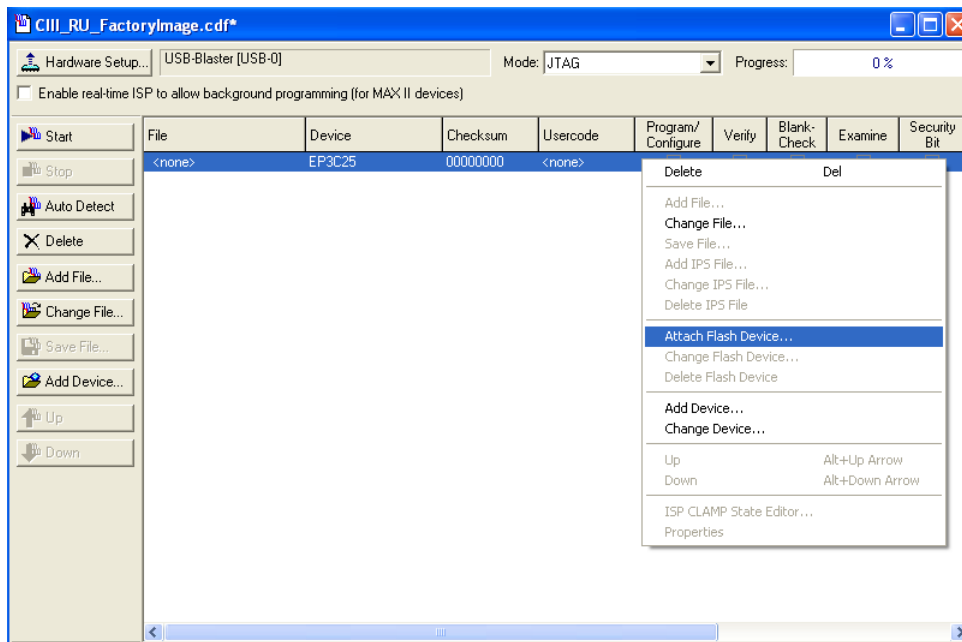 CIII_RU_FactoryImage.cdf*
Hardware Setup... USB-Blaster [USB-0] Mode: JTAG Progress: 0 %
Enable real-time ISP to allow background programming (for MAX II devices)
Start
Stop
Auto Detect
Delete
Add File...
Change File...
Save File...
Add Device...
Up
Down
File Device Checksum Usercode Program/ Configure Verify Blank- Check Examine Security Bit
<none> EP3C25 00000000 <none>
Delete Del
Add File...
Change File...
Save File...
Add IPS File...
Change IPS File...
Delete IPS File
Attach Flash Device...
Change Flash Device...
Delete Flash Device
Add Device...
Change Device...
Up Alt+Up Arrow
Down Alt+Down Arrow
ISP CLAMP State Editor...
Properties